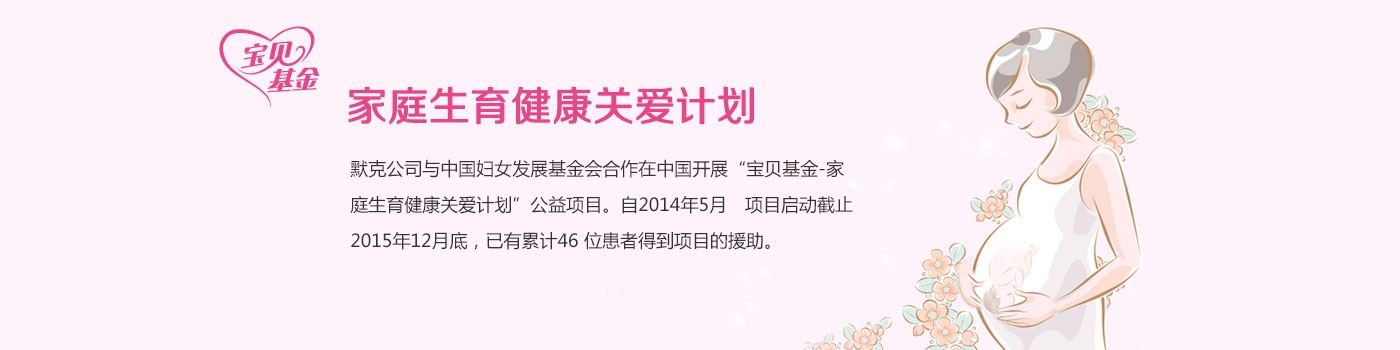 宝贝
基金
家庭生育健康关爱计划
默克公司与中国妇女发展基金会合作在中国开展“宝贝基金-家
庭生育健康关爱计划”公益项目。自2014年5月 项目启动截止
2015年12月底，已有累计46 位患者得到项目的援助。